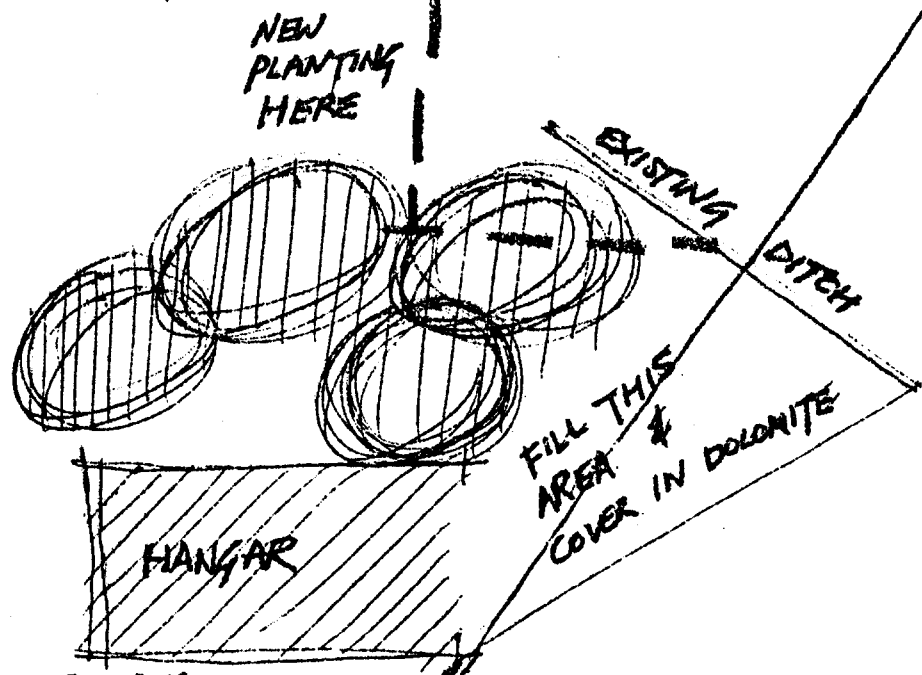 NEW
PLANTING
HERE
EXISTING
DITCH
FILL THIS
AREA &
COVER IN DOLOMITE
HANGAR